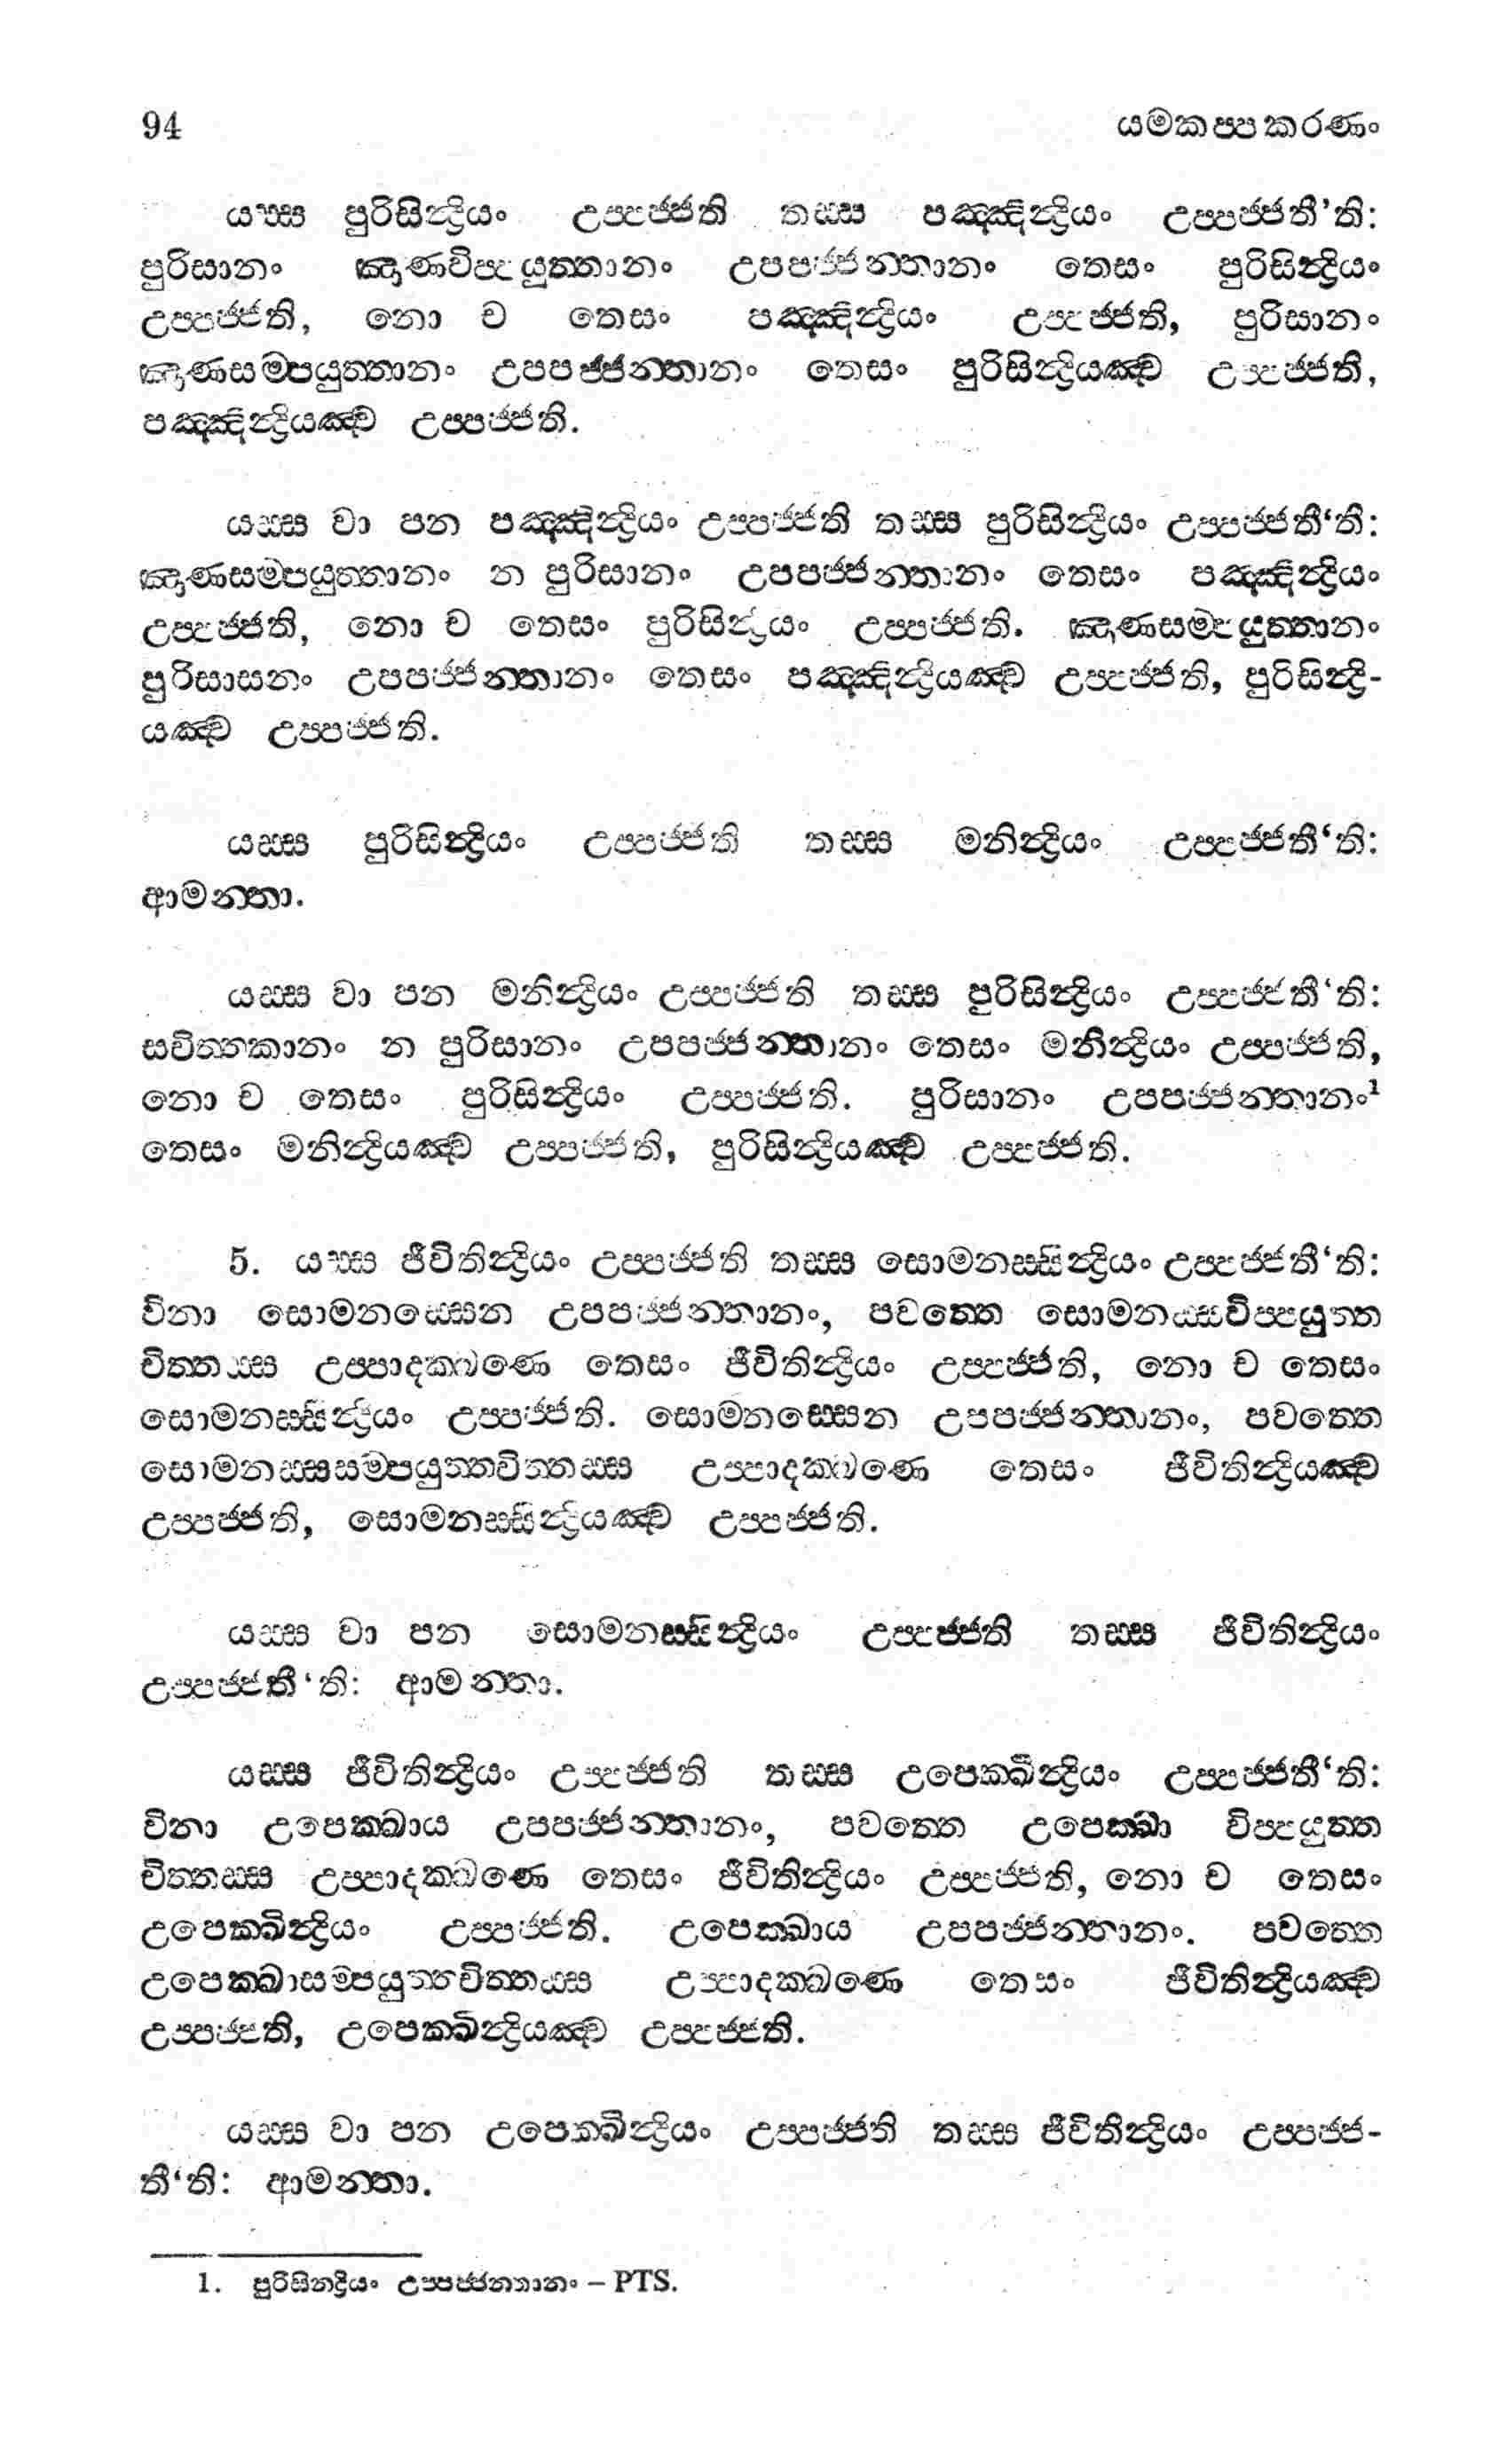 94 යමකප්පකරණං
යස්ස පුරිසින්ද්‍රියං උප්පජ්ජති තස්ස පඤ්ඤින්ද්‍රියං උප්පජ්ජතී’ති:
පුරිසානං ඤාණවිප්පයුත්තානං උපපජ්ජන්තානං තෙසං පුරිසින්ද්‍රියං
උප්පජ්ජති, නො ච තෙසං පඤ්ඤින්ද්‍රියං උප්පජ්ජති, පුරිසානං
ඤාණසම්පයුත්තානං උපපජ්ජන්තානං තෙසං පුරිසින්ද්‍රියඤ්ච උප්පජ්ජති,
පඤ්ඤින්ද්‍රියඤ්ච උප්පජ්ජති.
යස්ස වා පන පඤ්ඤින්ද්‍රියං උප්පජ්ජති තස්ස පුරිසින්ද්‍රියං උප්පජ්ජතී‘ති:
ඤාණසම්පයුත්තානං න පුරිසානං උපපජ්ජන්තානං තෙසං පඤ්ඤින්ද්‍රියං
උප්පජ්ජති, නො ච තෙසං පුරිසින්ද්‍රියං උප්පජ්ජති. ඤාණසම්පයුත්තානං
පුරිසාසනං උපපජ්ජන්තානං තෙසං පඤ්ඤින්ද්‍රියඤ්ච උප්පජ්ජති, පුරිසින්ද්‍රි-
යඤ්ච උප්පජ්ජති.
යස්ස පුරිසින්ද්‍රියං උප්පජ්ජති තස්ස මනින්ද්‍රියං උප්පජ්ජතී‘ති:
ආමන්තා.
යස්ස වා පන මනින්ද්‍රියං උප්පජ්ජති තස්ස පුරිසින්ද්‍රියං උප්පජ්ජතී‘ති:
සචිත්තකානං න පුරිසානං උපපජ්ජන්තානං තෙසං මනින්ද්‍රියං උප්පජ්ජති,
නො ච තෙසං පුරිසින්ද්‍රියං උප්පජ්ජති. පුරිසානං උපපජ්ජන්තානං¹
තෙසං මනින්ද්‍රියඤ්ච උප්පජ්ජති, පුරිසින්ද්‍රියඤ්ච උප්පජ්ජති.
5. යස්ස ජීවිතින්ද්‍රියං උප්පජ්ජති තස්ස සොමනස්සින්ද්‍රියං උප්පජ්ජතී‘ති:
විනා සොමනස්සෙන උපපජ්ජන්තානං, පවත්තෙ සොමනස්සවිප්පයුත්ත
චිත්තස්ස උප්පාදක්ඛණෙ තෙසං ජීවිතින්ද්‍රියං උප්පජ්ජති, නො ච තෙසං
සොමනස්සින්ද්‍රියං උප්පජ්ජති. සොමනස්සෙන උපපජ්ජන්තානං, පවත්තෙ
සොමනස්සසම්පයුත්තචිත්තස්ස උප්පාදක්ඛණෙ තෙසං ජීවිතින්ද්‍රියඤ්ච
උප්පජ්ජති, සොමනස්සින්ද්‍රියඤ්ච උප්පජ්ජති.
යස්ස වා පන සොමනස්සින්ද්‍රියං උප්පජ්ජති තස්ස ජීවිතින්ද්‍රියං
උප්පජ්ජතී‘ති: ආමන්තා.
යස්ස ජීවිතින්ද්‍රියං උප්පජ්ජති තස්ස උපෙක්ඛින්ද්‍රියං උප්පජ්ජතී‘ති:
විනා උපෙක්ඛාය උපපජ්ජන්තානං, පවත්තෙ උපෙක්ඛා විප්පයුත්ත
චිත්තස්ස උප්පාදක්ඛණෙ තෙසං ජීවිතින්ද්‍රියං උප්පජ්ජති, නො ච තෙසං
උපෙක්ඛින්ද්‍රියං උප්පජ්ජති. උපෙක්ඛාය උපපජ්ජන්තානං. පවත්තෙ
උපෙක්ඛාසම්පයුත්තචිත්තස්ස උප්පාදක්ඛණෙ තෙසං ජීවිතින්ද්‍රියඤ්ච
උප්පජ්ජති, උපෙක්ඛින්ද්‍රියඤ්ච උප්පජ්ජති.
යස්ස වා පන උපෙක්ඛින්ද්‍රියං උප්පජ්ජති තස්ස ජීවිතින්ද්‍රියං උප්පජ්ජ-
තී‘ති: ආමන්තා.
1. පුරිසිනද්‍රියං උප්පජ්ජන්තානං – PTS.